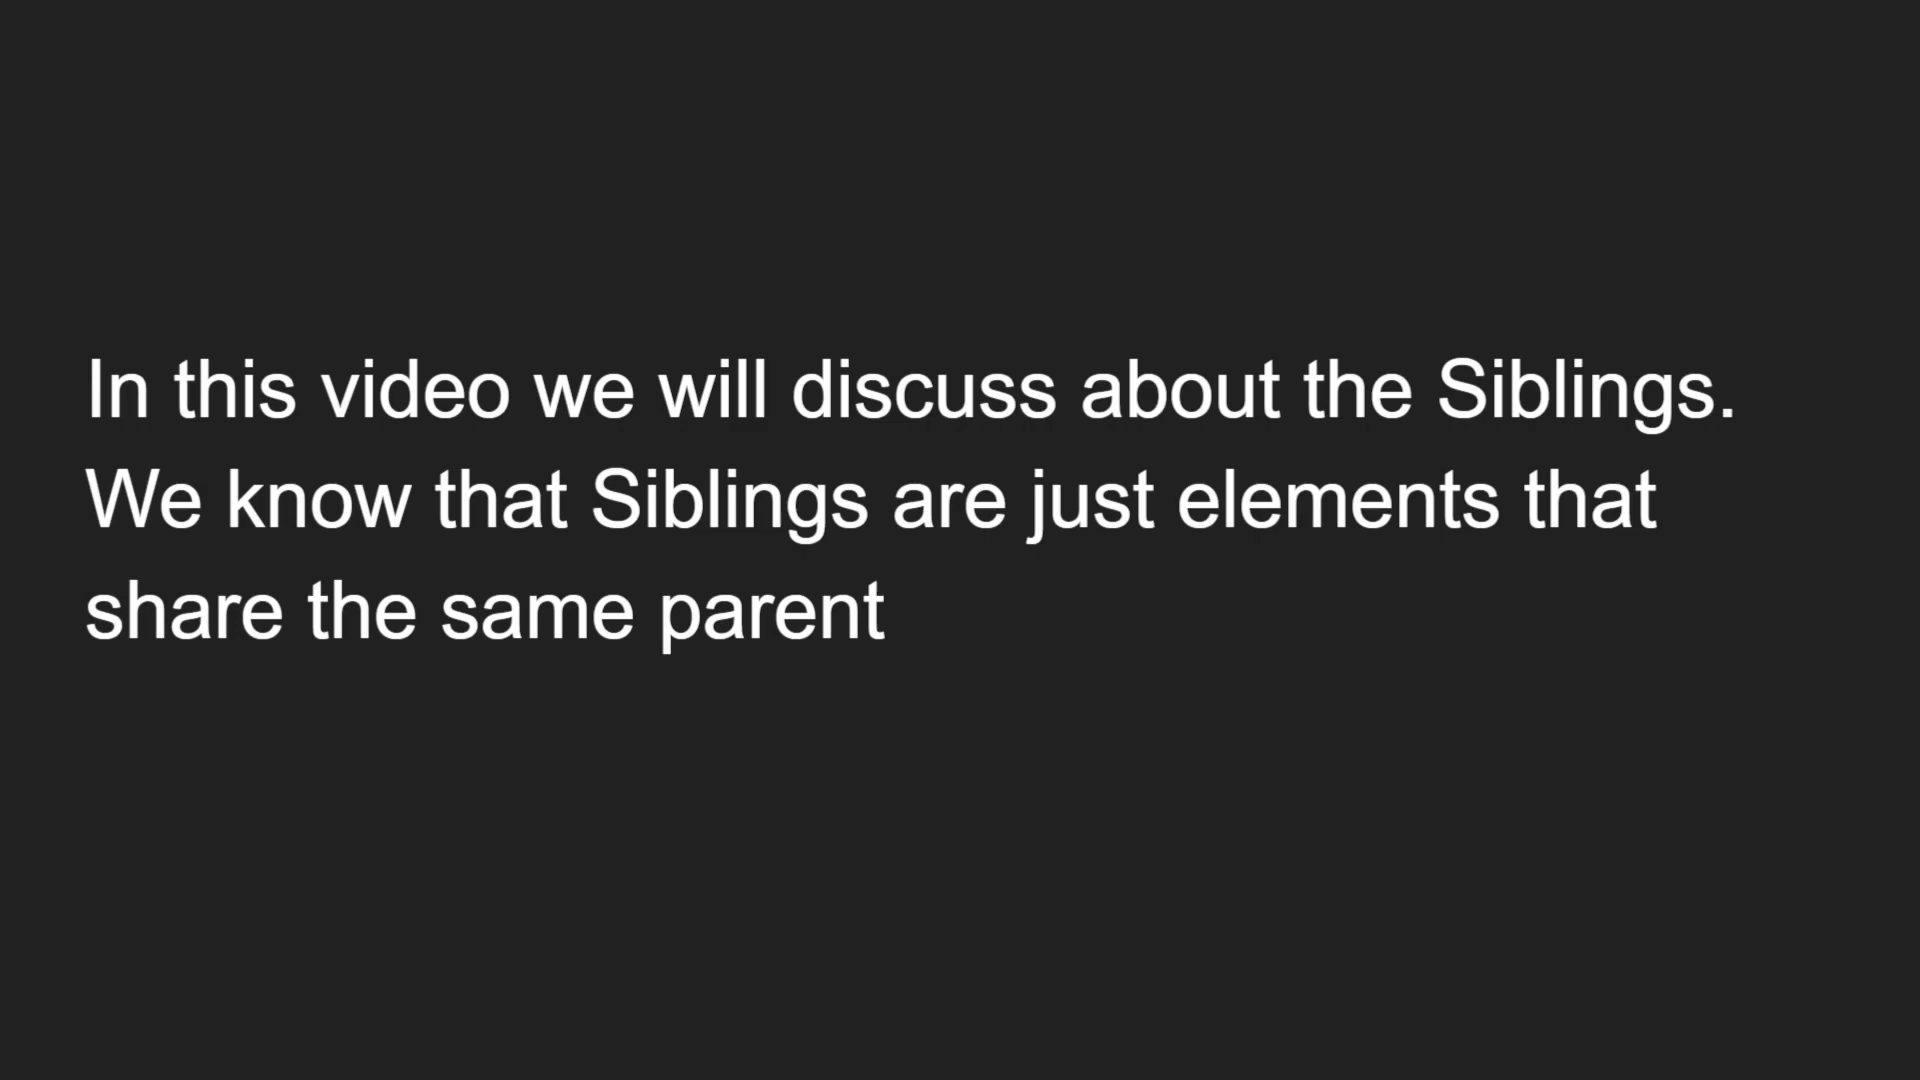 In this video we will discuss about the Siblings.
We know that Siblings are just elements that
share the same parent